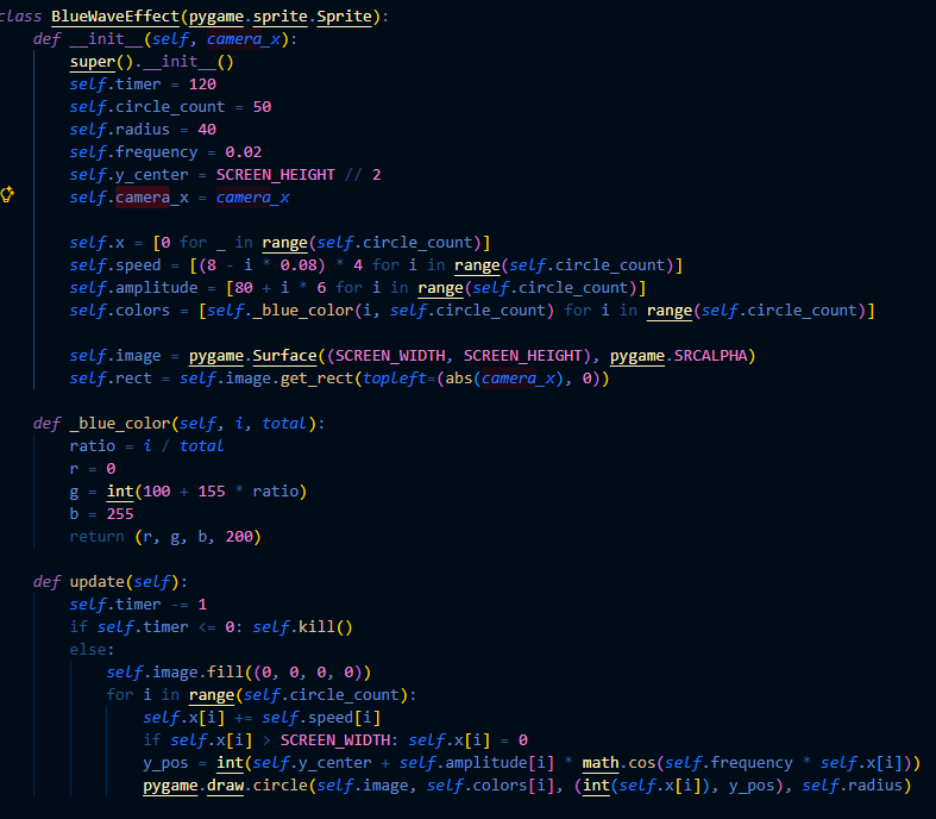 class BlueWaveEffect(pygame.sprite.Sprite):
    def __init__(self, camera_x):
        super().__init__()
        self.timer = 120
        self.circle_count = 50
        self.radius = 40
        self.frequency = 0.02
        self.y_center = SCREEN_HEIGHT // 2
        self.camera_x = camera_x

        self.x = [0 for _ in range(self.circle_count)]
        self.speed = [(8 - i * 0.08) * 4 for i in range(self.circle_count)]
        self.amplitude = [80 + i * 6 for i in range(self.circle_count)]
        self.colors = [self._blue_color(i, self.circle_count) for i in range(self.circle_count)]

        self.image = pygame.Surface((SCREEN_WIDTH, SCREEN_HEIGHT), pygame.SRCALPHA)
        self.rect = self.image.get_rect(topleft=(abs(camera_x), 0))

    def _blue_color(self, i, total):
        ratio = i / total
        r = 0
        g = int(100 + 155 * ratio)
        b = 255
        return (r, g, b, 200)

    def update(self):
        self.timer -= 1
        if self.timer <= 0: self.kill()
        else:
            self.image.fill((0, 0, 0, 0))
            for i in range(self.circle_count):
                self.x[i] += self.speed[i]
                if self.x[i] > SCREEN_WIDTH: self.x[i] = 0
                y_pos = int(self.y_center + self.amplitude[i] * math.cos(self.frequency * self.x[i]))
                pygame.draw.circle(self.image, self.colors[i], (int(self.x[i]), y_pos), self.radius)